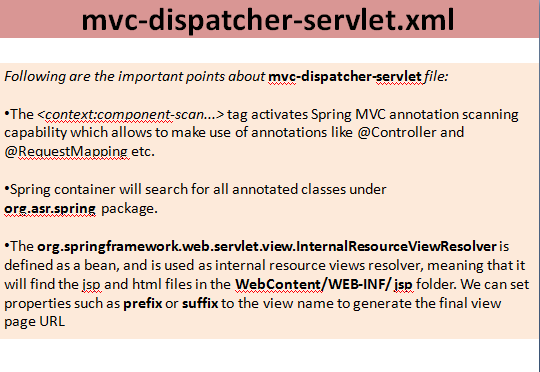 mvc-dispatcher-servlet.xml
Following are the important points about mvc-dispatcher-servlet file:
•The <context:component-scan...> tag activates Spring MVC annotation scanning
capability which allows to make use of annotations like @Controller and
@RequestMapping etc.
•Spring container will search for all annotated classes under
org.asr.spring package.
•The org.springframework.web.servlet.view.InternalResourceViewResolver is
defined as a bean, and is used as internal resource views resolver, meaning that it
will find the jsp and html files in the WebContent/WEB-INF/ jsp folder. We can set
properties such as prefix or suffix to the view name to generate the final view
page URL